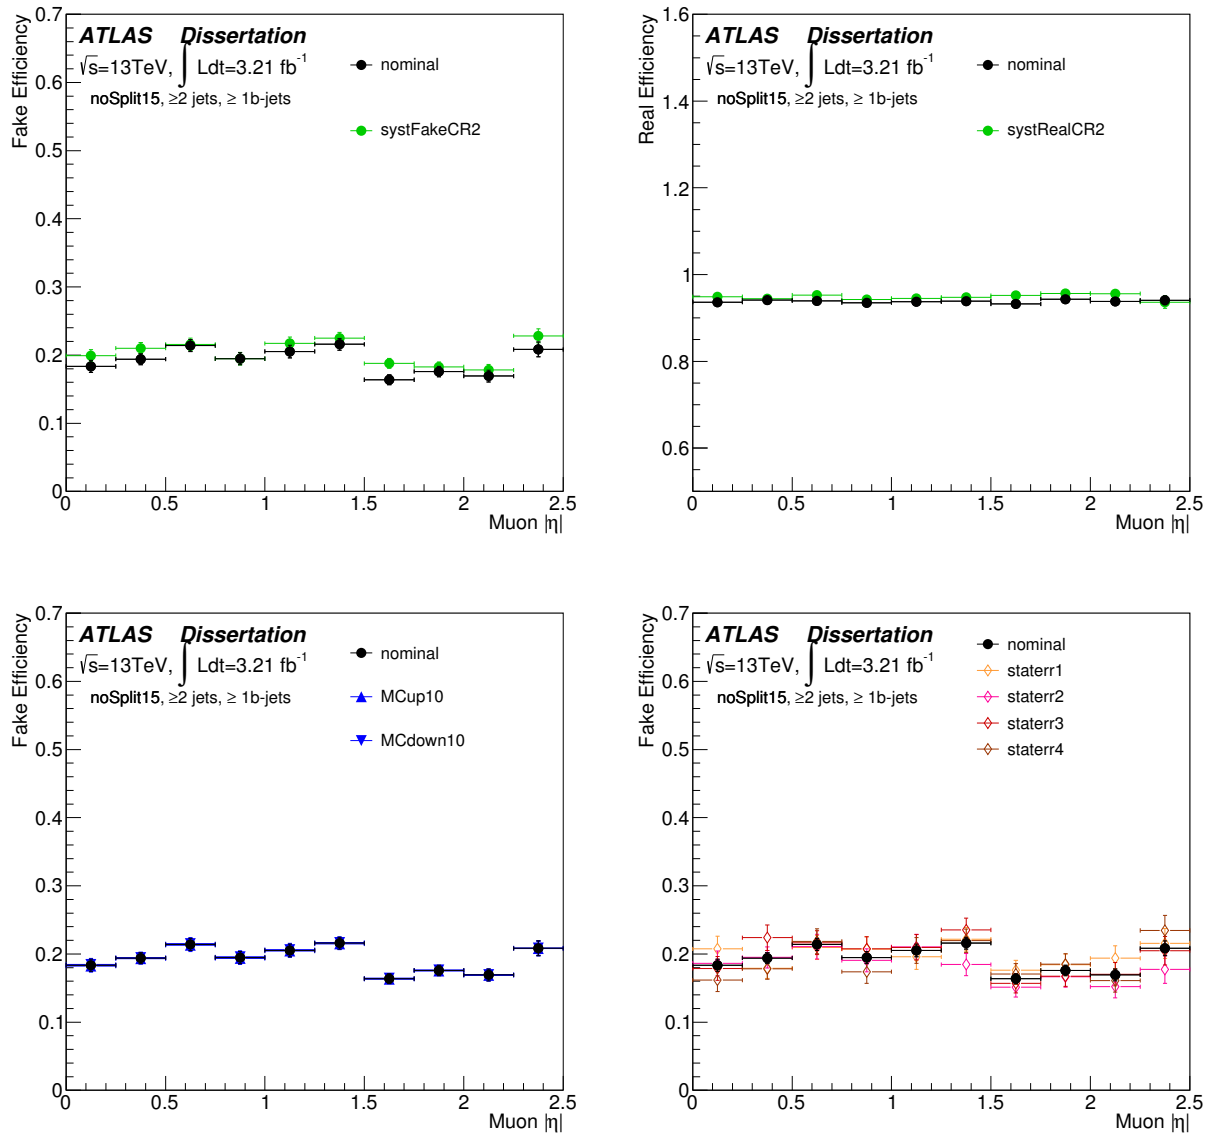 Fake Efficiency
0.7
0.6
0.5
0.4
0.3
0.2
0.1
0
ATLAS Dissertation
√s=13TeV, ∫ Ldt=3.21 fb⁻¹
noSplit15, ≥2 jets, ≥ 1b-jets
nominal
systFakeCR2
0 0.5 1 1.5 2 2.5
Muon |η|
Real Efficiency
1.6
1.4
1.2
1
0.8
0.6
ATLAS Dissertation
√s=13TeV, ∫ Ldt=3.21 fb⁻¹
noSplit15, ≥2 jets, ≥ 1b-jets
nominal
systRealCR2
0 0.5 1 1.5 2 2.5
Muon |η|
Fake Efficiency
0.7
0.6
0.5
0.4
0.3
0.2
0.1
0
ATLAS Dissertation
√s=13TeV, ∫ Ldt=3.21 fb⁻¹
noSplit15, ≥2 jets, ≥ 1b-jets
nominal
MCup10
MCdown10
0 0.5 1 1.5 2 2.5
Muon |η|
Fake Efficiency
0.7
0.6
0.5
0.4
0.3
0.2
0.1
0
ATLAS Dissertation
√s=13TeV, ∫ Ldt=3.21 fb⁻¹
noSplit15, ≥2 jets, ≥ 1b-jets
nominal
staterr1
staterr2
staterr3
staterr4
0 0.5 1 1.5 2 2.5
Muon |η|